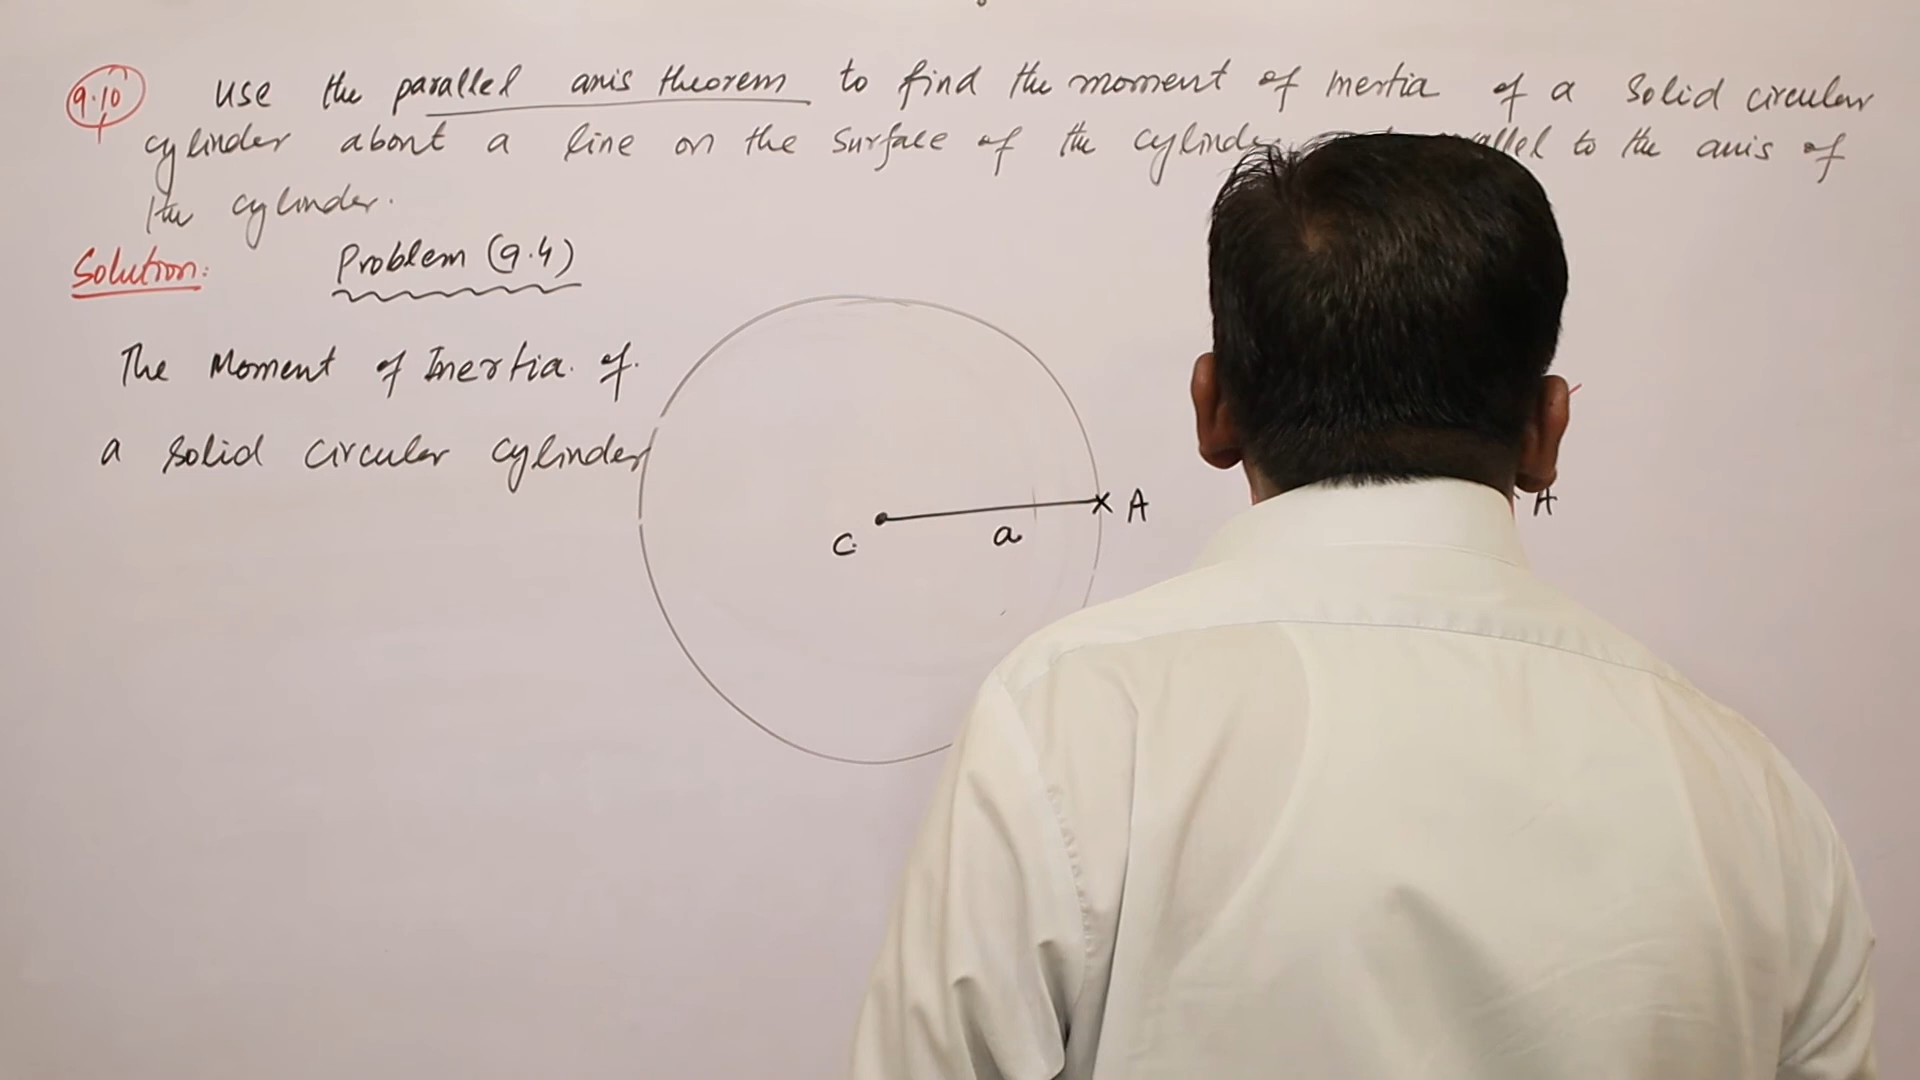 9.10 Use the parallel axis theorem to find the moment of Inertia of a Solid circular
cylinder about a line on the surface of the cylinder parallel to the axis of
the cylinder.
Solution: Problem (9.4)
The Moment of Inertia of
a solid circular cylinder
C a A
A